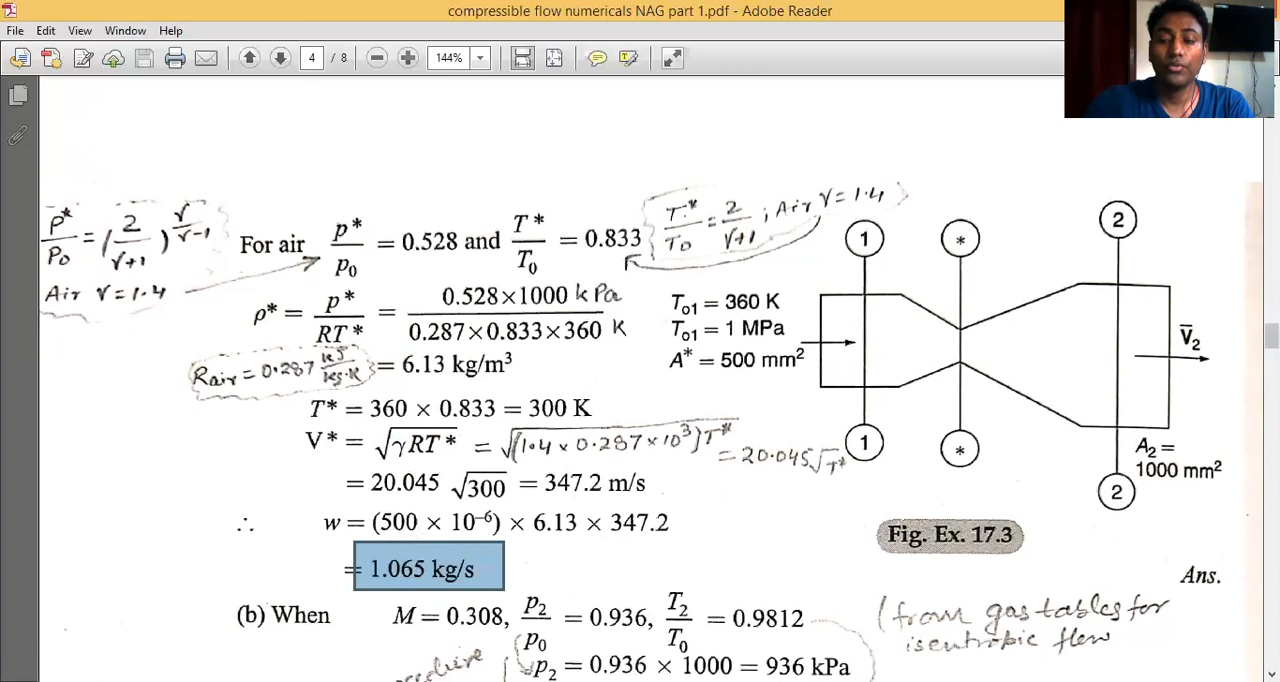 compressible flow numericals NAG part 1.pdf - Adobe Reader
File Edit View Window Help
4 / 8 144%
p*/p₀ = (2/(γ+1))^(γ/(γ-1))
Air γ = 1.4
For air p*/p₀ = 0.528 and T*/T₀ = 0.833
T*/T₀ = 2/(γ+1) ; Air γ = 1.4
ρ* = p*/RT* = 0.528×1000 kPa / 0.287×0.833×360 K
R air = 0.287 kJ/kg·K
= 6.13 kg/m³
T* = 360 × 0.833 = 300 K
V* = √γRT* = √(1.4 × 0.287 × 10³) T*
= 20.045 √T*
= 20.045 √300 = 347.2 m/s
∴ w = (500 × 10⁻⁶) × 6.13 × 347.2
= 1.065 kg/s
Ans.
(b) When M = 0.308, p₂/p₀ = 0.936, T₂/T₀ = 0.9812
(from gas tables for
isentropic flow
p₂ = 0.936 × 1000 = 936 kPa
1 * 2
T₀₁ = 360 K
T₀₁ = 1 MPa
A* = 500 mm²
V̅₂
1 * 2
A₂ =
1000 mm²
Fig. Ex. 17.3